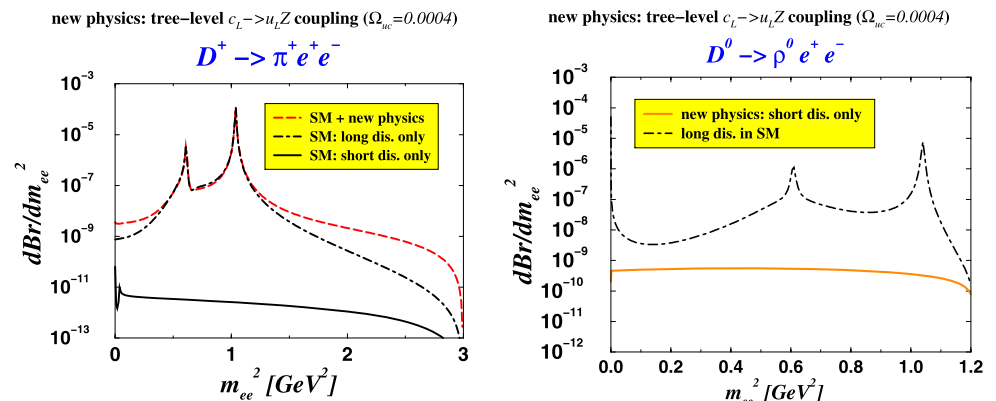 new physics: tree−level c_L−>u_L Z coupling (Ω_uc=0.0004)
D^+ −> π^+ e^+ e^−
SM + new physics
SM: long dis. only
SM: short dis. only
dBr/dm_ee^2
10^−3
10^−5
10^−7
10^−9
10^−11
10^−13
0 1 2 3
m_ee^2 [GeV^2]
new physics: tree−level c_L−>u_L Z coupling (Ω_uc=0.0004)
D^0 −> ρ^0 e^+ e^−
new physics: short dis. only
long dis. in SM
dBr/dm_ee^2
10^−3
10^−4
10^−5
10^−6
10^−7
10^−8
10^−9
10^−10
10^−11
10^−12
0.0 0.2 0.4 0.6 0.8 1.0 1.2
m_ee^2 [GeV^2]